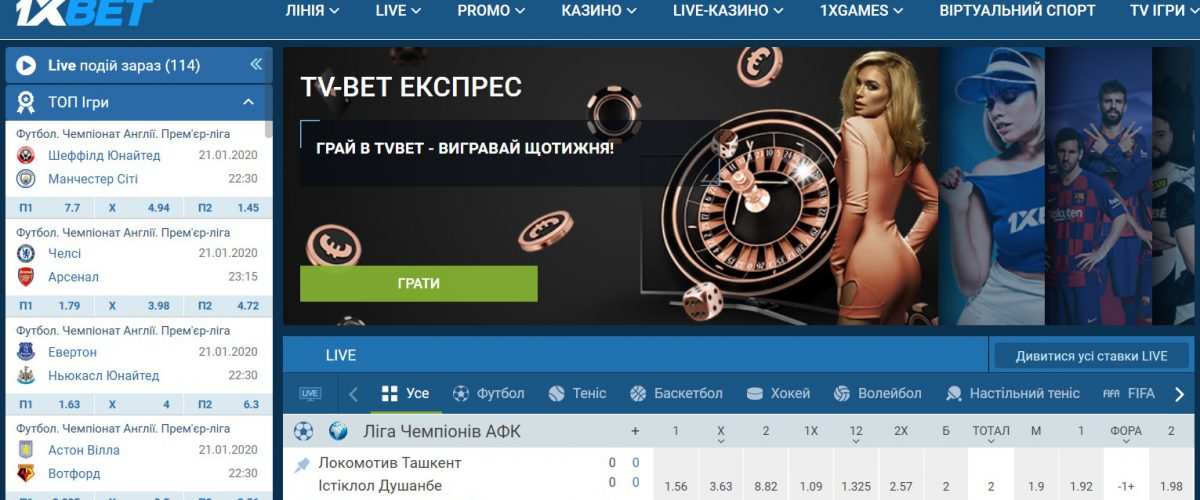 1XBET
ЛІНІЯ LIVE PROMO КАЗИНО LIVE-КАЗИНО 1XGAMES ВІРТУАЛЬНИЙ СПОРТ TV ІГРИ
Live подій зараз (114)
ТОП Ігри
Футбол. Чемпіонат Англії. Прем'єр-ліга
Шеффілд Юнайтед 21.01.2020
Манчестер Сіті 22:30
П1 7.7 X 4.94 П2 1.45
Футбол. Чемпіонат Англії. Прем'єр-ліга
Челсі 21.01.2020
Арсенал 23:15
П1 1.79 X 3.98 П2 4.72
Футбол. Чемпіонат Англії. Прем'єр-ліга
Евертон 21.01.2020
Ньюкасл Юнайтед 22:30
П1 1.63 X 4 П2 6.3
Футбол. Чемпіонат Англії. Прем'єр-ліга
Астон Вілла 21.01.2020
Вотфорд 22:30
TV-BET ЕКСПРЕС
ГРАЙ В TVBET - ВИГРАВАЙ ЩОТИЖНЯ!
ГРАТИ
1XB
Rakuten
LIVE Дивитися усі ставки LIVE
LIVE Усе Футбол Теніс Баскетбол Хокей Волейбол Настільний теніс FIFA FIFA
Ліга Чемпіонів АФК + 1 X 2 1X 12 2X Б ТОТАЛ М 1 ФОРА 2
Локомотив Ташкент 0 0
Істіклол Душанбе 0 0
1.56 3.63 8.82 1.09 1.325 2.57 2 2 1.9 1.92 -1+ 1.98